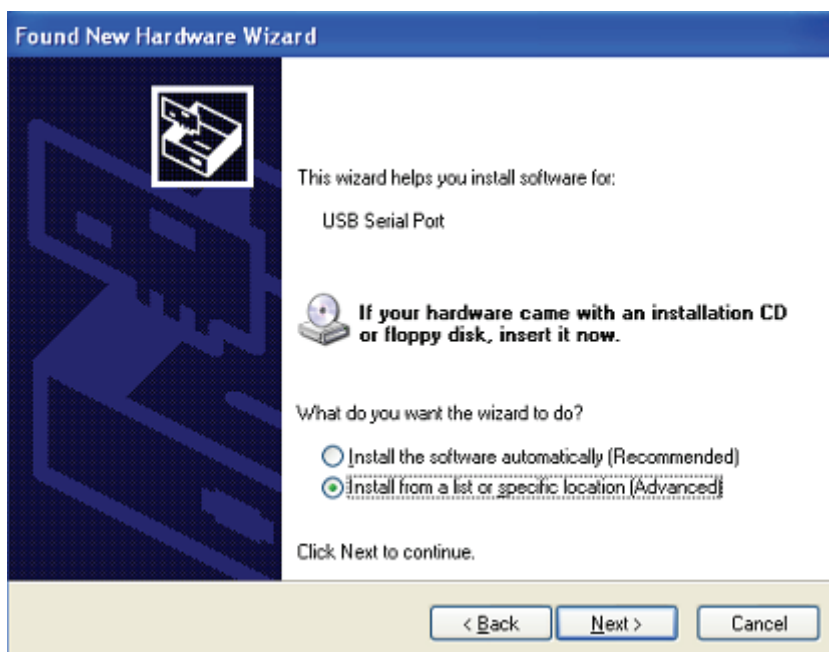 Found New Hardware Wizard
This wizard helps you install software for:
USB Serial Port
If your hardware came with an installation CD
or floppy disk, insert it now.
What do you want the wizard to do?
Install the software automatically (Recommended)
Install from a list or specific location (Advanced)
Click Next to continue.
< Back Next > Cancel